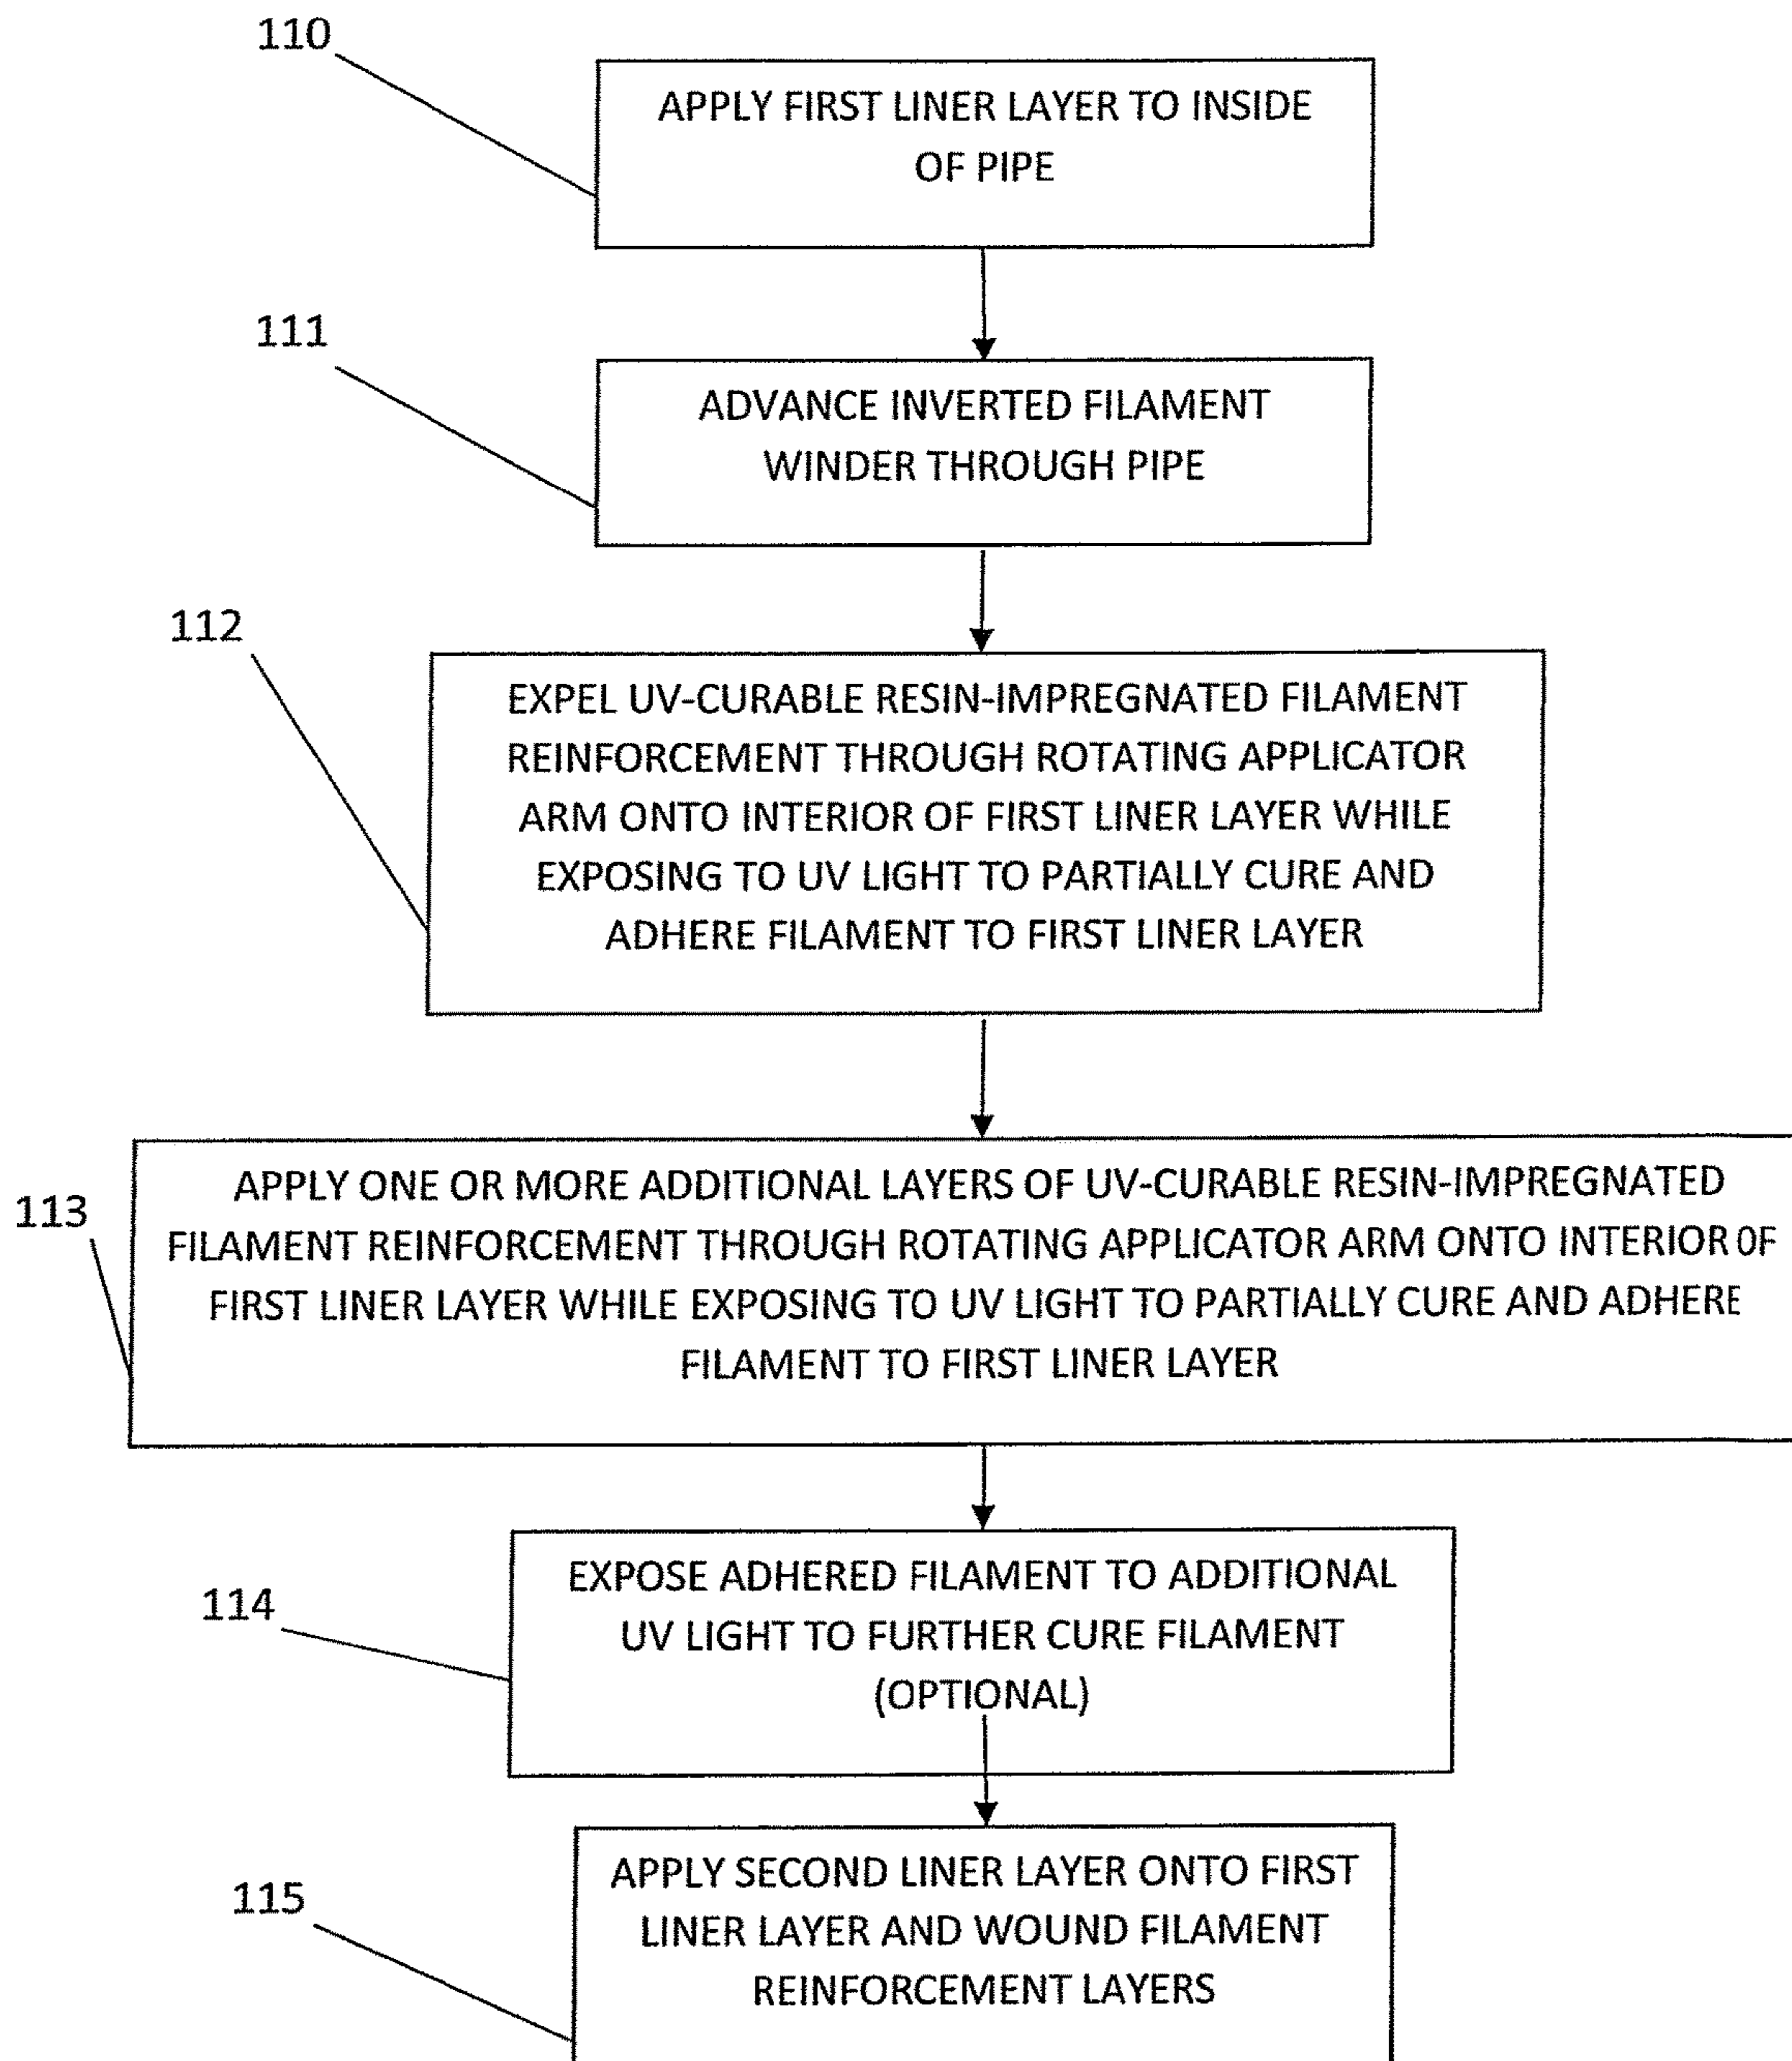 110
APPLY FIRST LINER LAYER TO INSIDE
OF PIPE
111
ADVANCE INVERTED FILAMENT
WINDER THROUGH PIPE
112
EXPEL UV-CURABLE RESIN-IMPREGNATED FILAMENT
REINFORCEMENT THROUGH ROTATING APPLICATOR
ARM ONTO INTERIOR OF FIRST LINER LAYER WHILE
EXPOSING TO UV LIGHT TO PARTIALLY CURE AND
ADHERE FILAMENT TO FIRST LINER LAYER
113
APPLY ONE OR MORE ADDITIONAL LAYERS OF UV-CURABLE RESIN-IMPREGNATED
FILAMENT REINFORCEMENT THROUGH ROTATING APPLICATOR ARM ONTO INTERIOR OF
FIRST LINER LAYER WHILE EXPOSING TO UV LIGHT TO PARTIALLY CURE AND ADHERE
FILAMENT TO FIRST LINER LAYER
114
EXPOSE ADHERED FILAMENT TO ADDITIONAL
UV LIGHT TO FURTHER CURE FILAMENT
(OPTIONAL)
115
APPLY SECOND LINER LAYER ONTO FIRST
LINER LAYER AND WOUND FILAMENT
REINFORCEMENT LAYERS